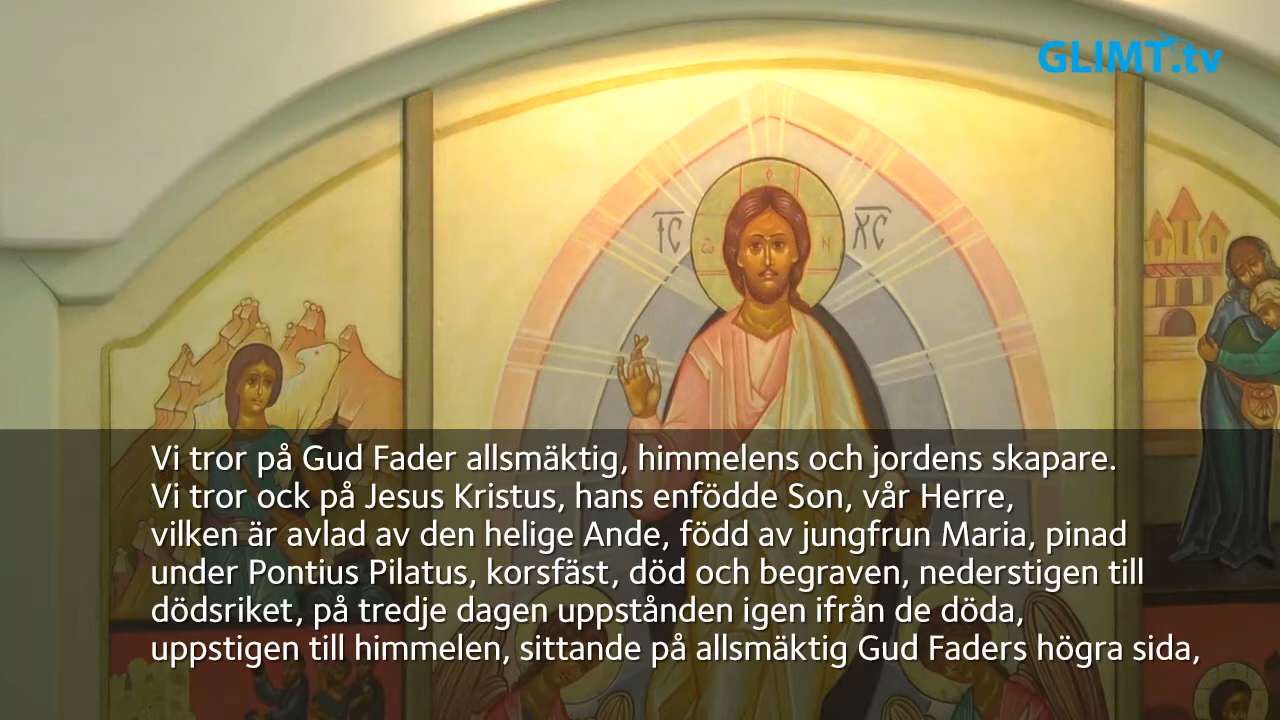 GLIMT.tv
IC XC
Ѡ Ο Ν
Vi tror på Gud Fader allsmäktig, himmelens och jordens skapare.
Vi tror ock på Jesus Kristus, hans enfödde Son, vår Herre,
vilken är avlad av den helige Ande, född av jungfrun Maria, pinad
under Pontius Pilatus, korsfäst, död och begraven, nederstigen till
dödsriket, på tredje dagen uppstånden igen ifrån de döda,
uppstigen till himmelen, sittande på allsmäktig Gud Faders högra sida,